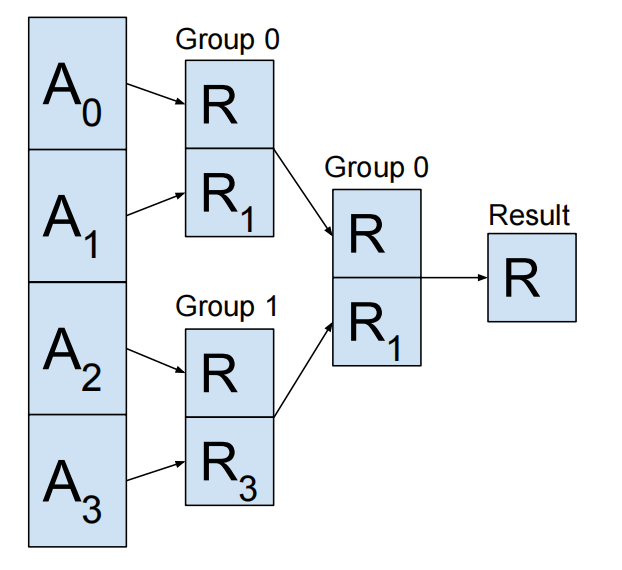 A0
A1
A2
A3
Group 0
R
R1
Group 1
R
R3
Group 0
R
R1
Result
R